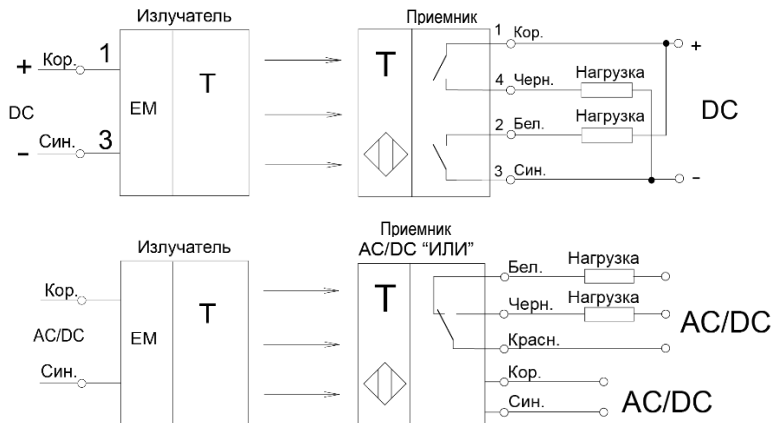 Излучатель
Приемник
+ Кор. 1
DC
- Син. 3
EM
T
T
1 Кор. +
4 Черн. Нагрузка
2 Бел. Нагрузка
DC
3 Син. -
Излучатель
Приемник
AC/DC "ИЛИ"
Кор.
AC/DC
Син.
EM
T
T
Бел. Нагрузка
Черн. Нагрузка
AC/DC
Красн.
Кор.
AC/DC
Син.